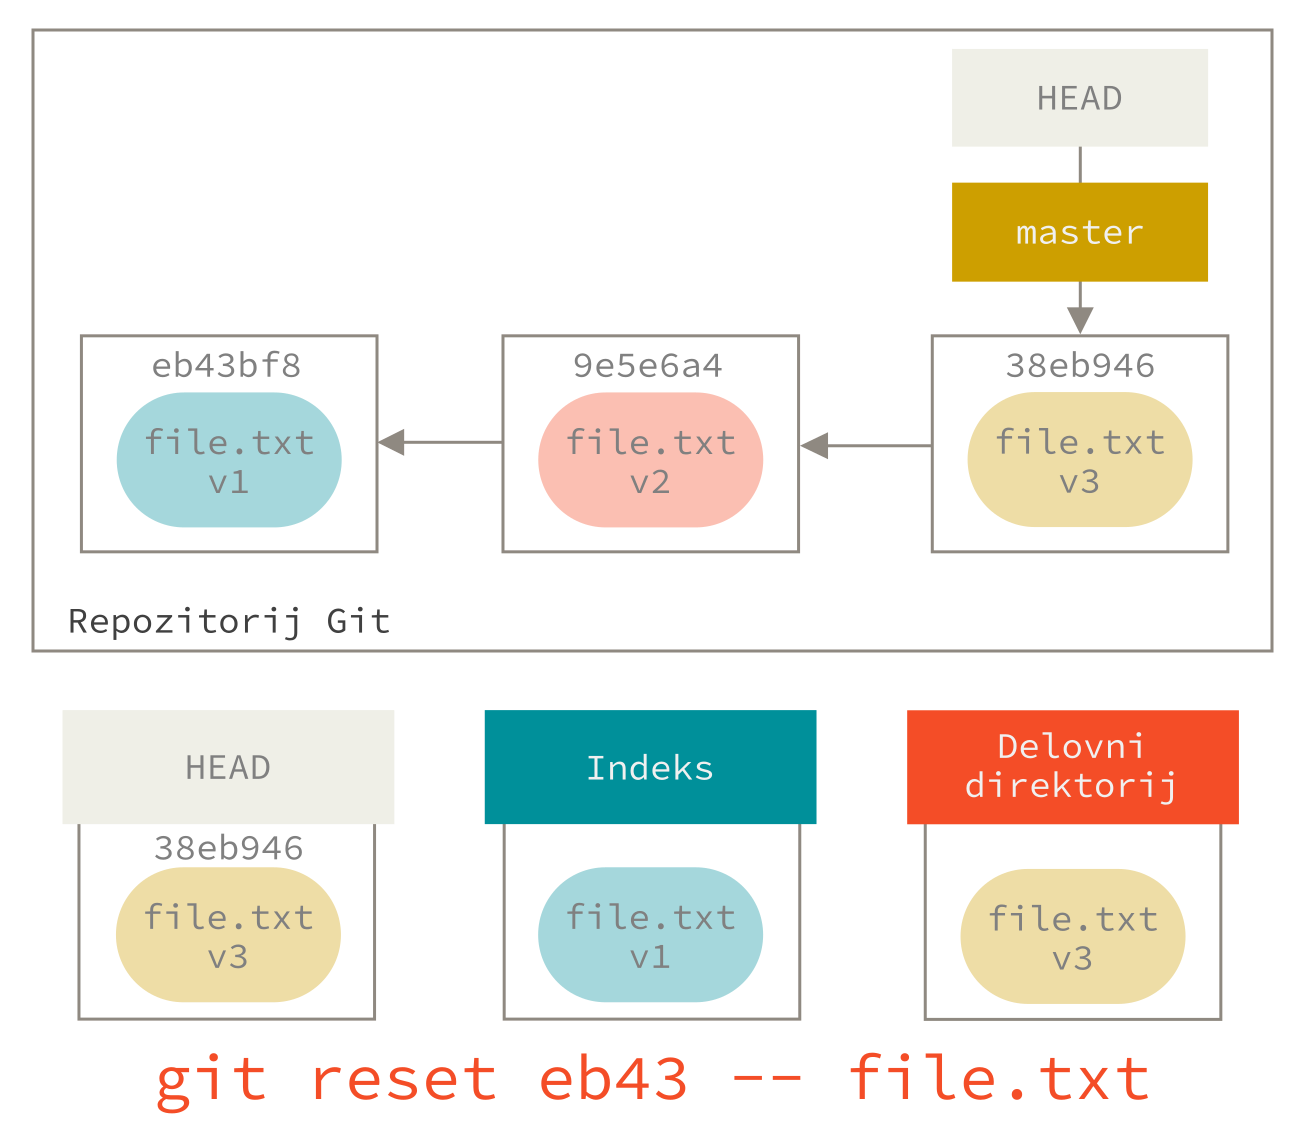 HEAD
master
eb43bf8
9e5e6a4
38eb946
file.txt
v1
file.txt
v2
file.txt
v3
Repozitorij Git
HEAD
Indeks
Delovni
direktorij
38eb946
file.txt
v3
file.txt
v1
file.txt
v3
git reset eb43 -- file.txt